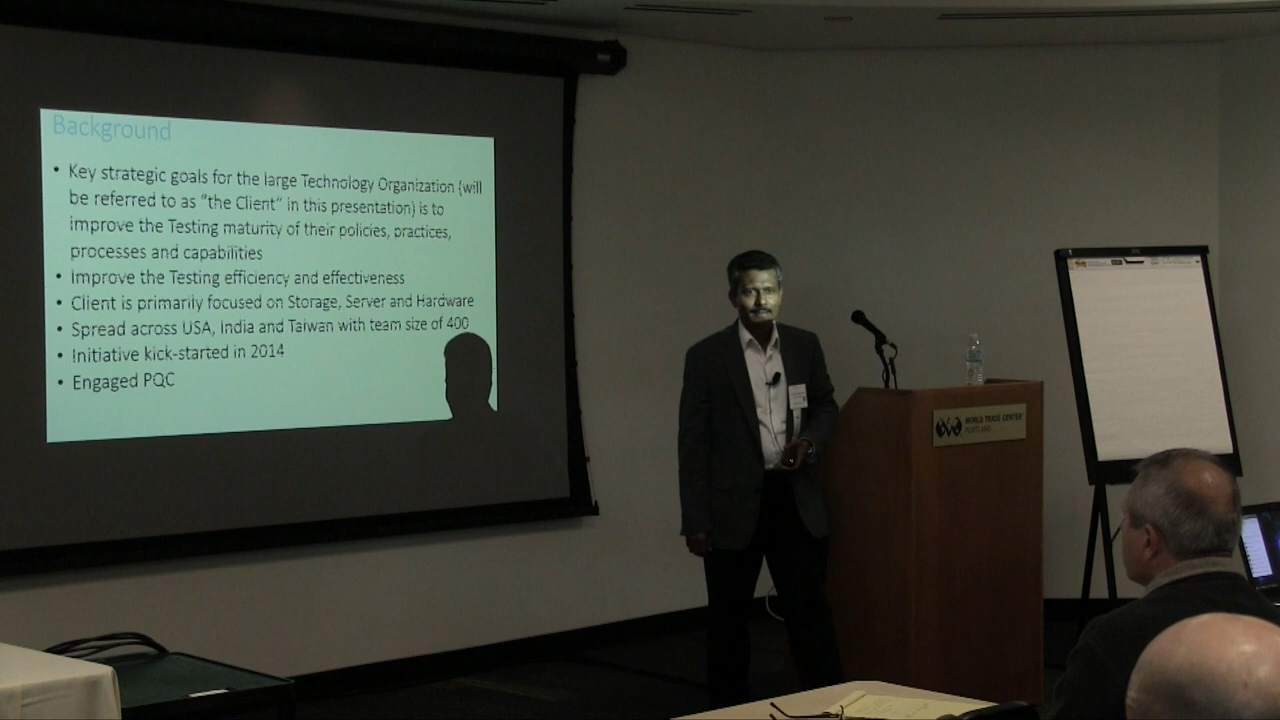 Background
• Key strategic goals for the large Technology Organization (will
be referred to as “the Client” in this presentation) is to
improve the Testing maturity of their policies, practices,
processes and capabilities
• Improve the Testing efficiency and effectiveness
• Client is primarily focused on Storage, Server and Hardware
• Spread across USA, India and Taiwan with team size of 400
• Initiative kick-started in 2014
• Engaged PQC
WORLD TRADE CENTER
PORTLAND